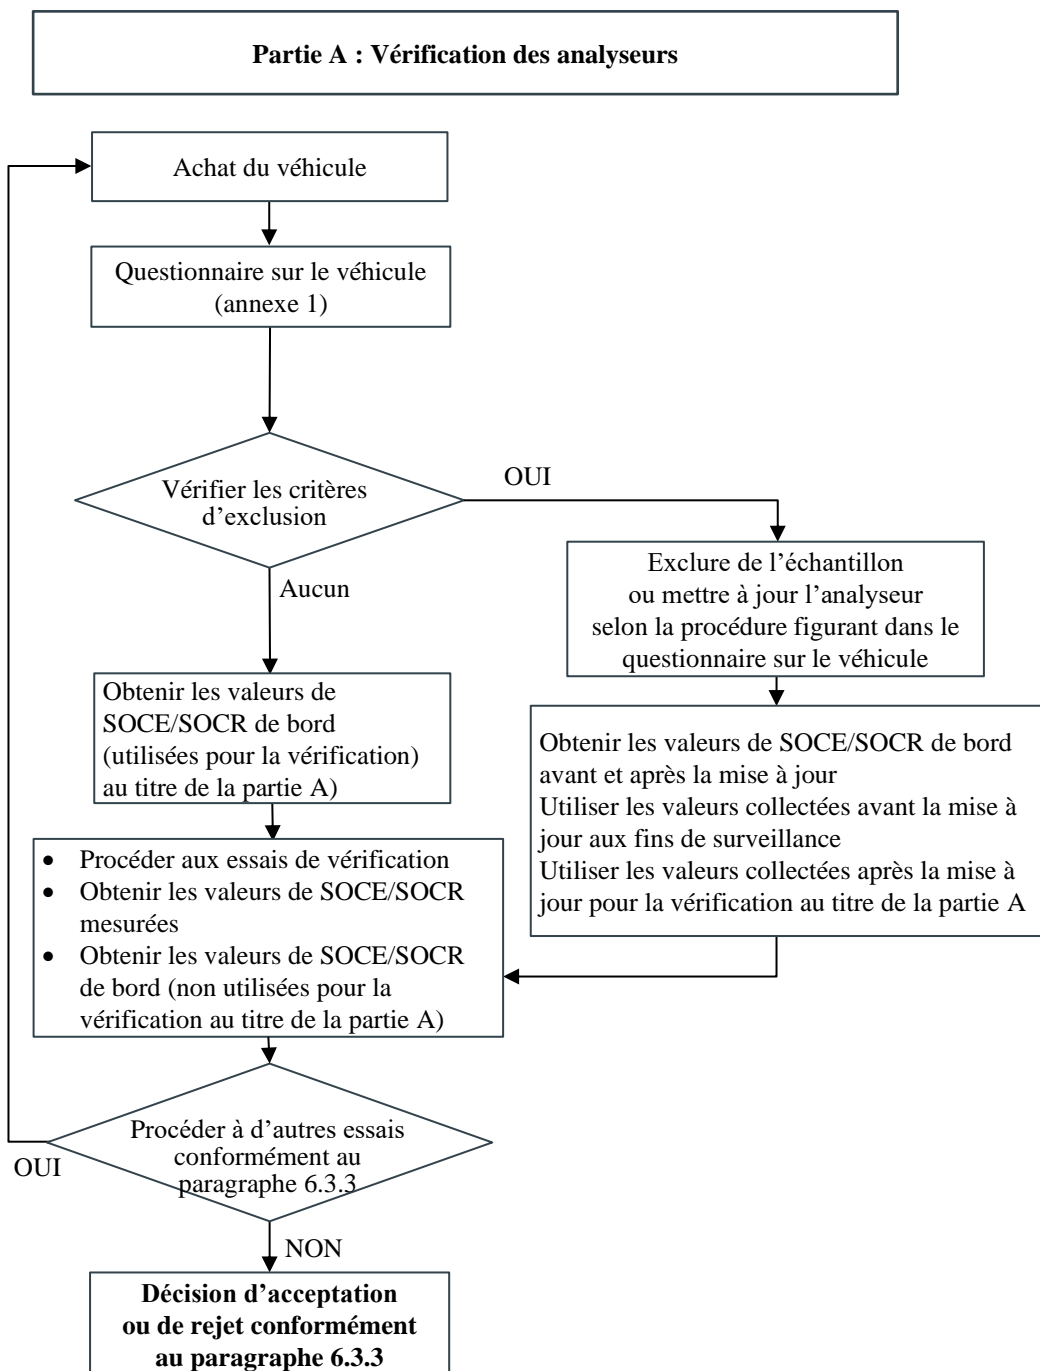 Partie A : Vérification des analyseurs
Achat du véhicule
Questionnaire sur le véhicule
(annexe 1)
Vérifier les critères
d’exclusion
OUI
Aucun
Exclure de l’échantillon
ou mettre à jour l’analyseur
selon la procédure figurant dans le
questionnaire sur le véhicule
Obtenir les valeurs de
SOCE/SOCR de bord
(utilisées pour la vérification)
au titre de la partie A)
Obtenir les valeurs de SOCE/SOCR de bord
avant et après la mise à jour
Utiliser les valeurs collectées avant la mise à
jour aux fins de surveillance
Utiliser les valeurs collectées après la mise à
jour pour la vérification au titre de la partie A
• Procéder aux essais de vérification
• Obtenir les valeurs de SOCE/SOCR
mesurées
• Obtenir les valeurs de SOCE/SOCR
de bord (non utilisées pour la
vérification au titre de la partie A)
Procéder à d’autres essais
conformément au
paragraphe 6.3.3
OUI
NON
Décision d’acceptation
ou de rejet conformément
au paragraphe 6.3.3